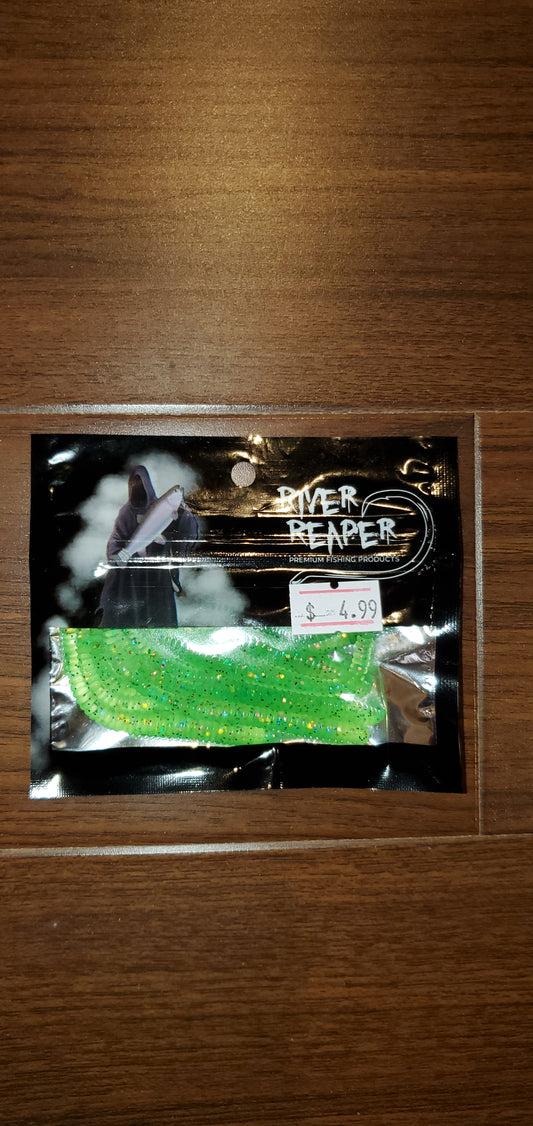 RIVER
REAPER
PREMIUM FISHING PRODUCTS
$ 4.99